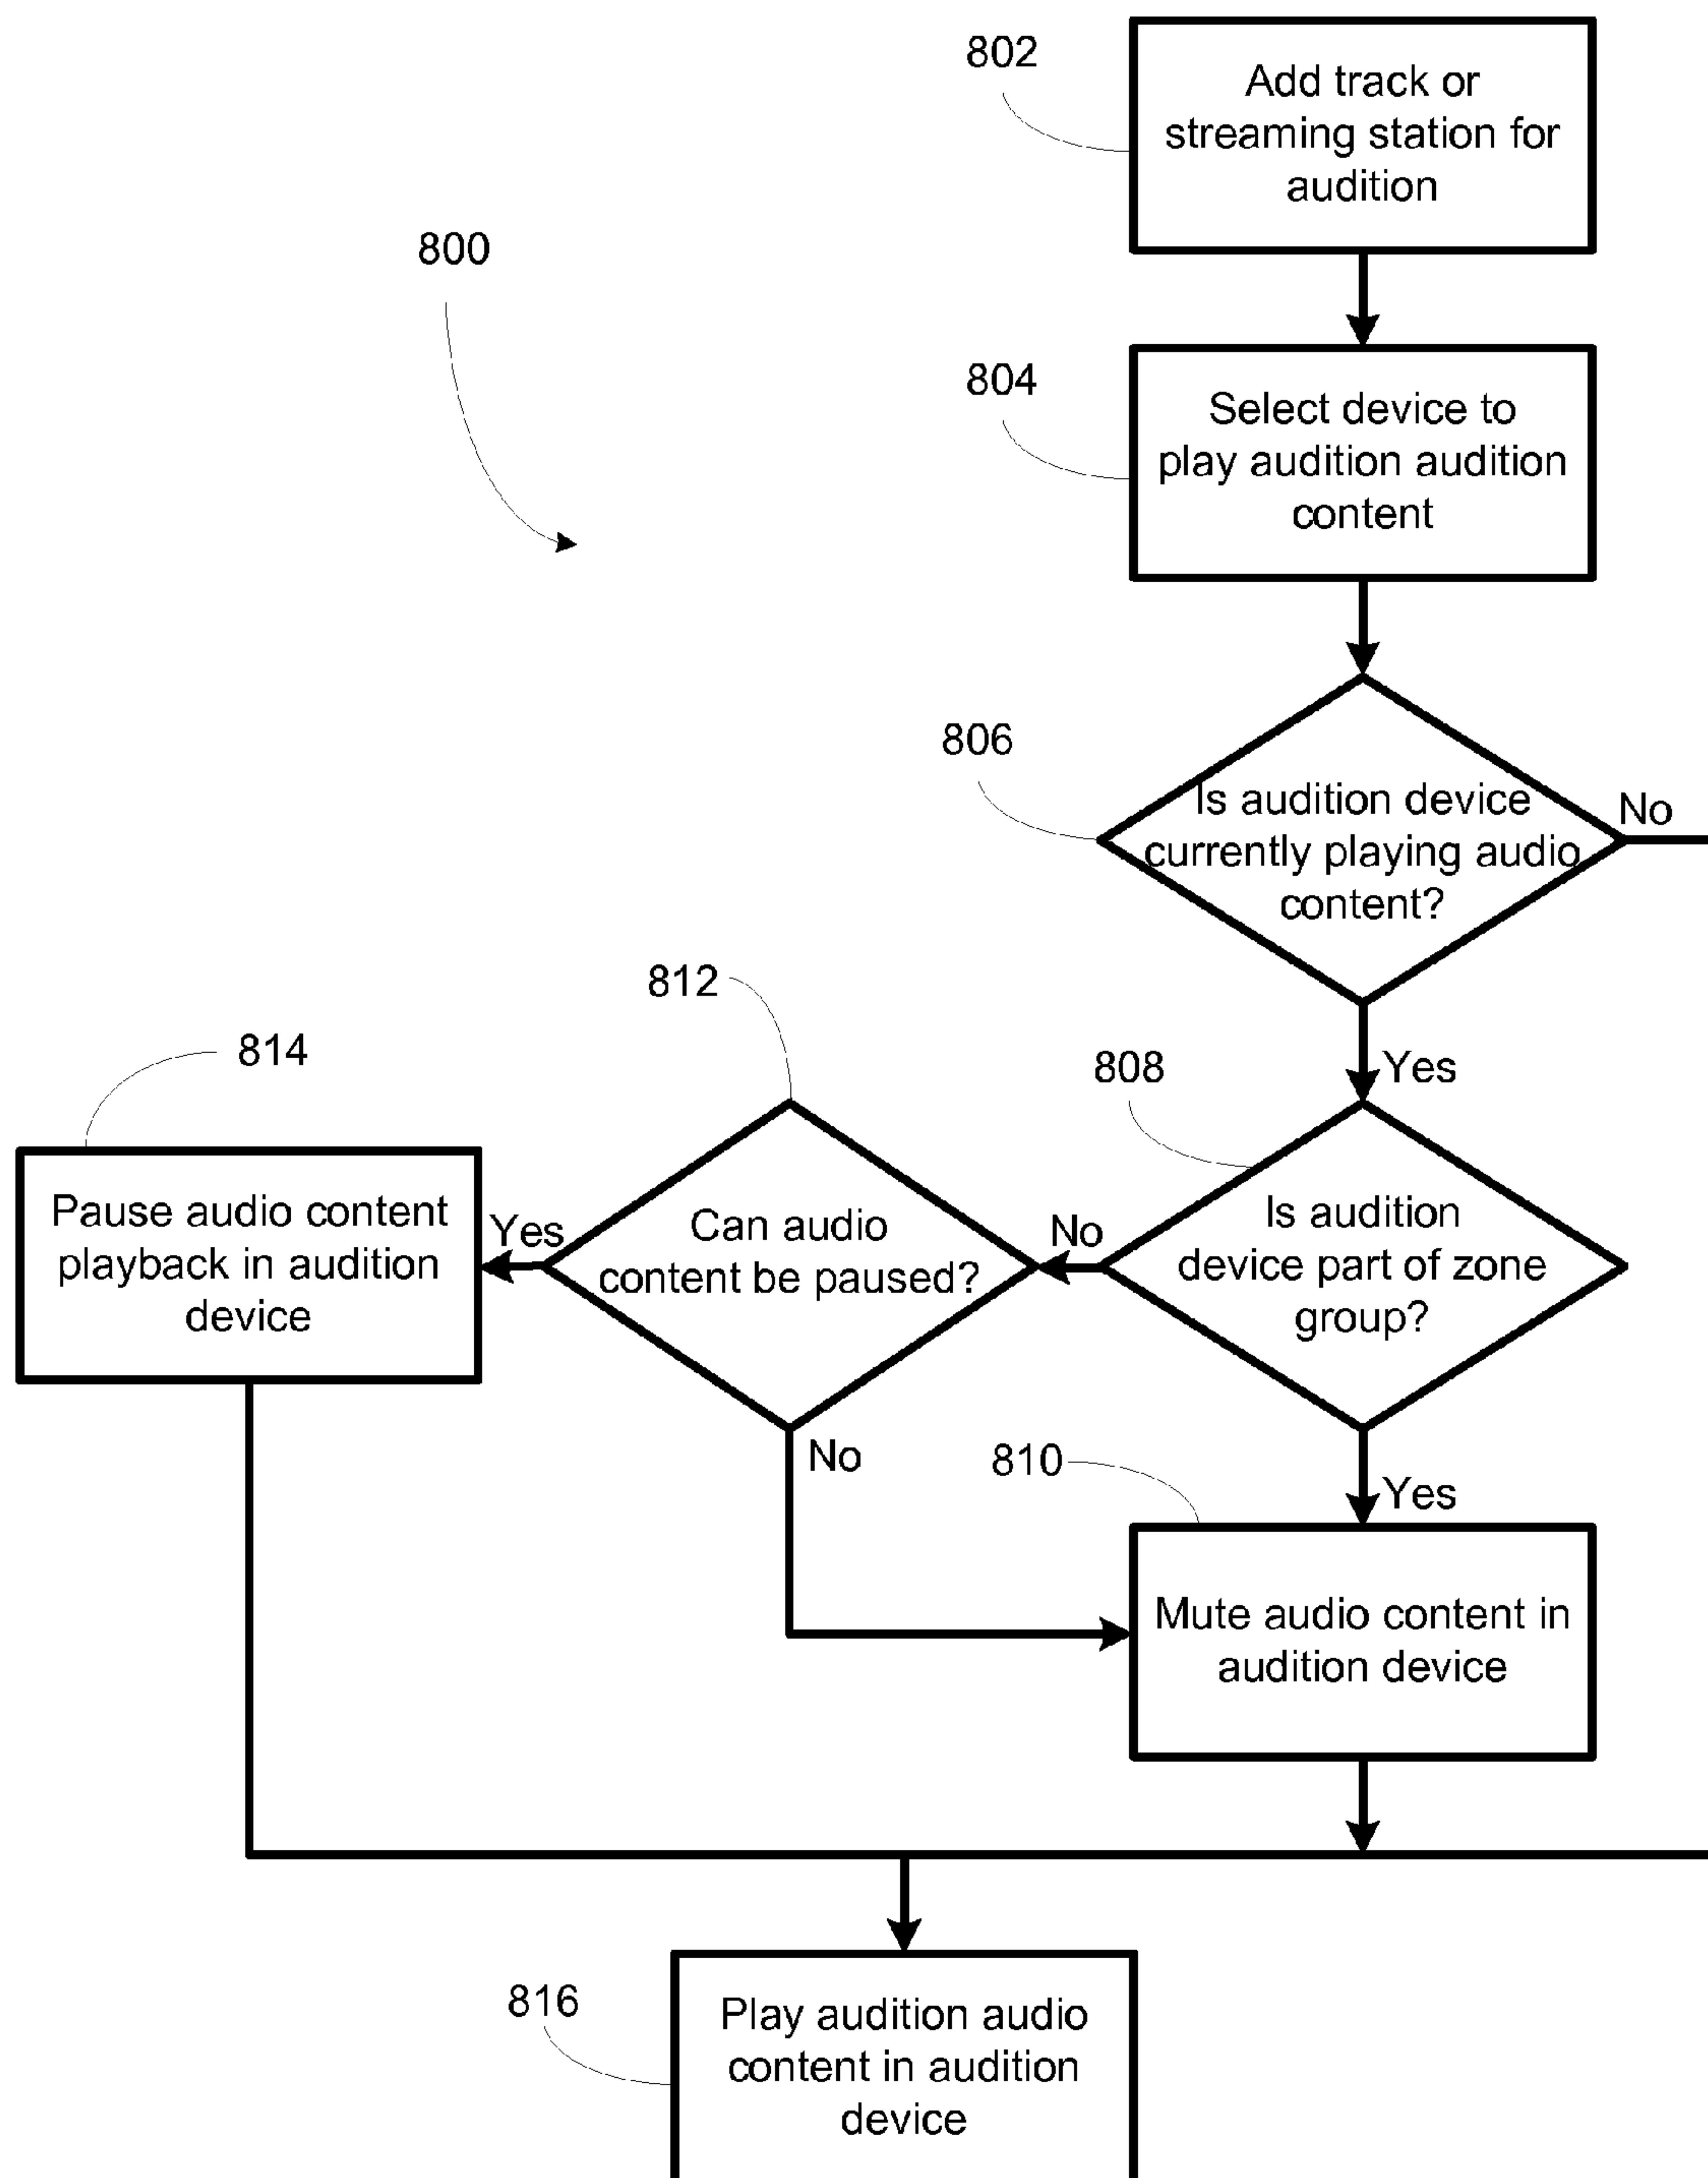 802
Add track or
streaming station for
audition
800
804
Select device to
play audition audition
content
806
Is audition device
currently playing audio
content?
No
812
814
808
Yes
Pause audio content
playback in audition
device
Yes
Can audio
content be paused?
No
Is audition
device part of zone
group?
No
810
Yes
Mute audio content in
audition device
816
Play audition audio
content in audition
device